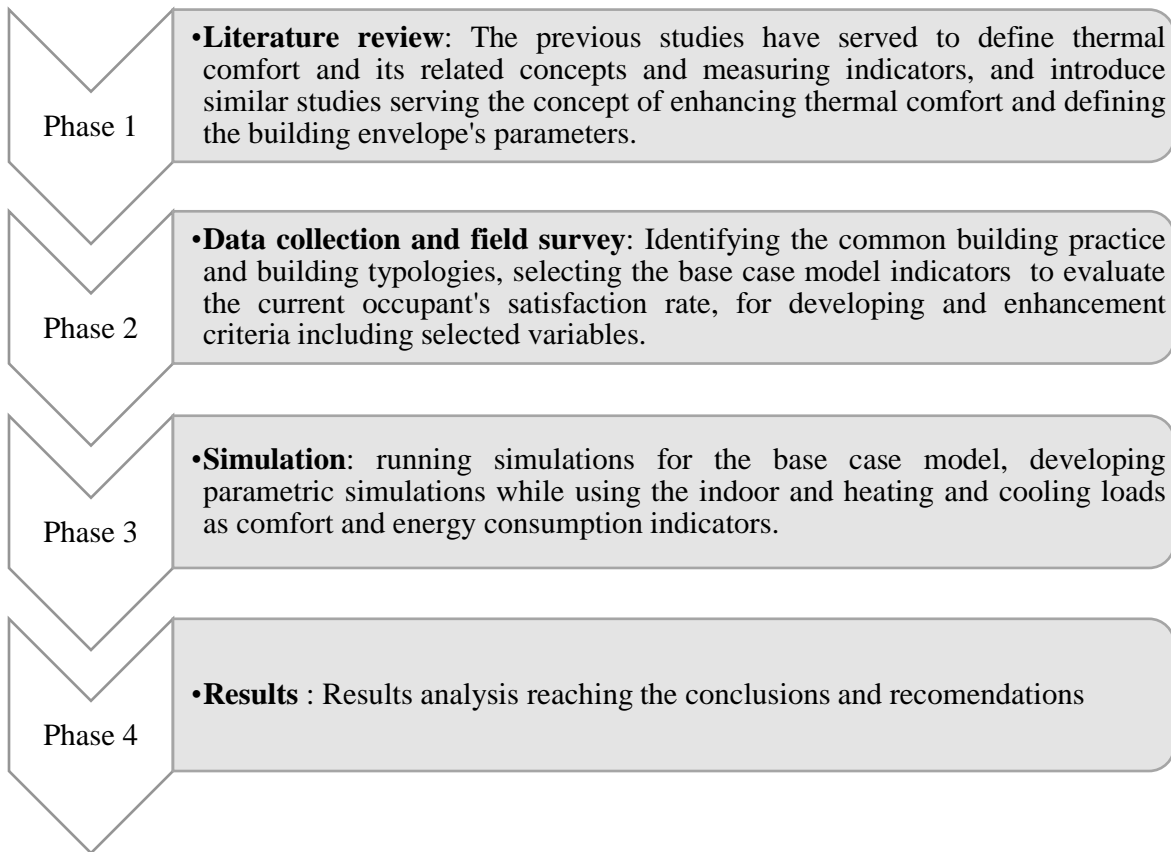 Phase 1
•Literature review: The previous studies have served to define thermal
comfort and its related concepts and measuring indicators, and introduce
similar studies serving the concept of enhancing thermal comfort and defining
the building envelope's parameters.
Phase 2
•Data collection and field survey: Identifying the common building practice
and building typologies, selecting the base case model indicators to evaluate
the current occupant's satisfaction rate, for developing and enhancement
criteria including selected variables.
Phase 3
•Simulation: running simulations for the base case model, developing
parametric simulations while using the indoor and heating and cooling loads
as comfort and energy consumption indicators.
Phase 4
•Results : Results analysis reaching the conclusions and recomendations